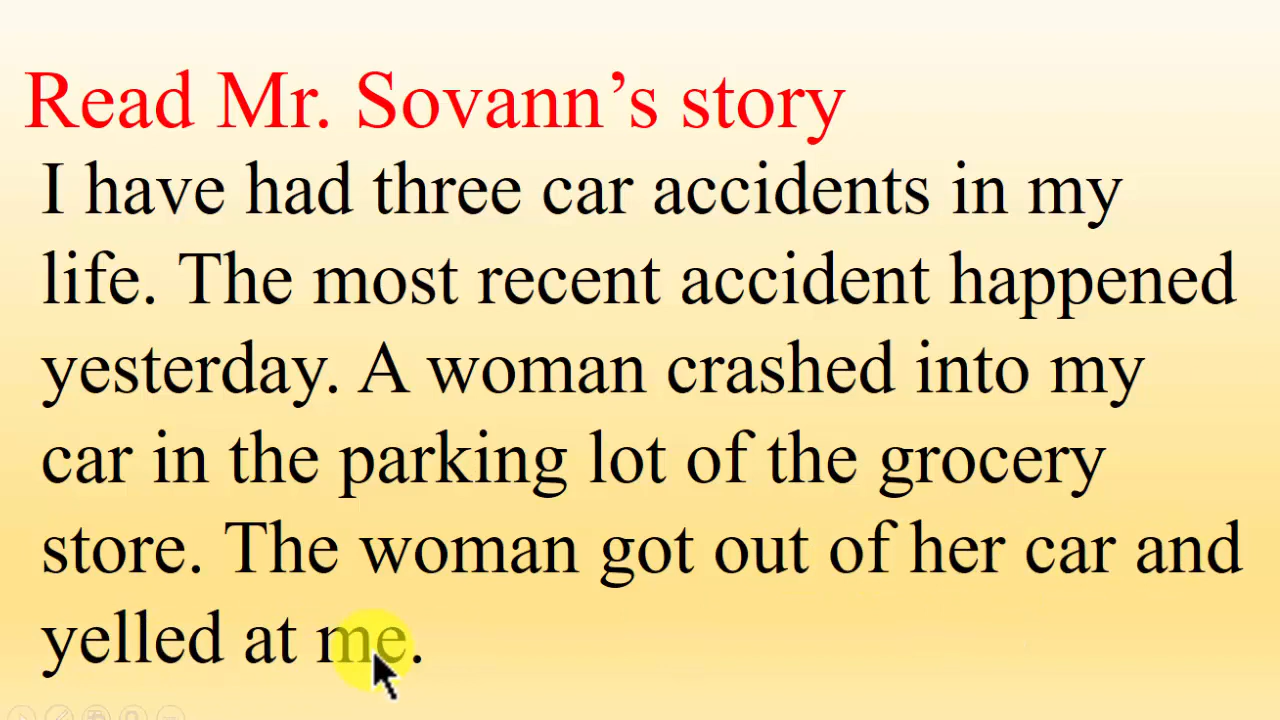 Read Mr. Sovann’s story
I have had three car accidents in my
life. The most recent accident happened
yesterday. A woman crashed into my
car in the parking lot of the grocery
store. The woman got out of her car and
yelled at me.